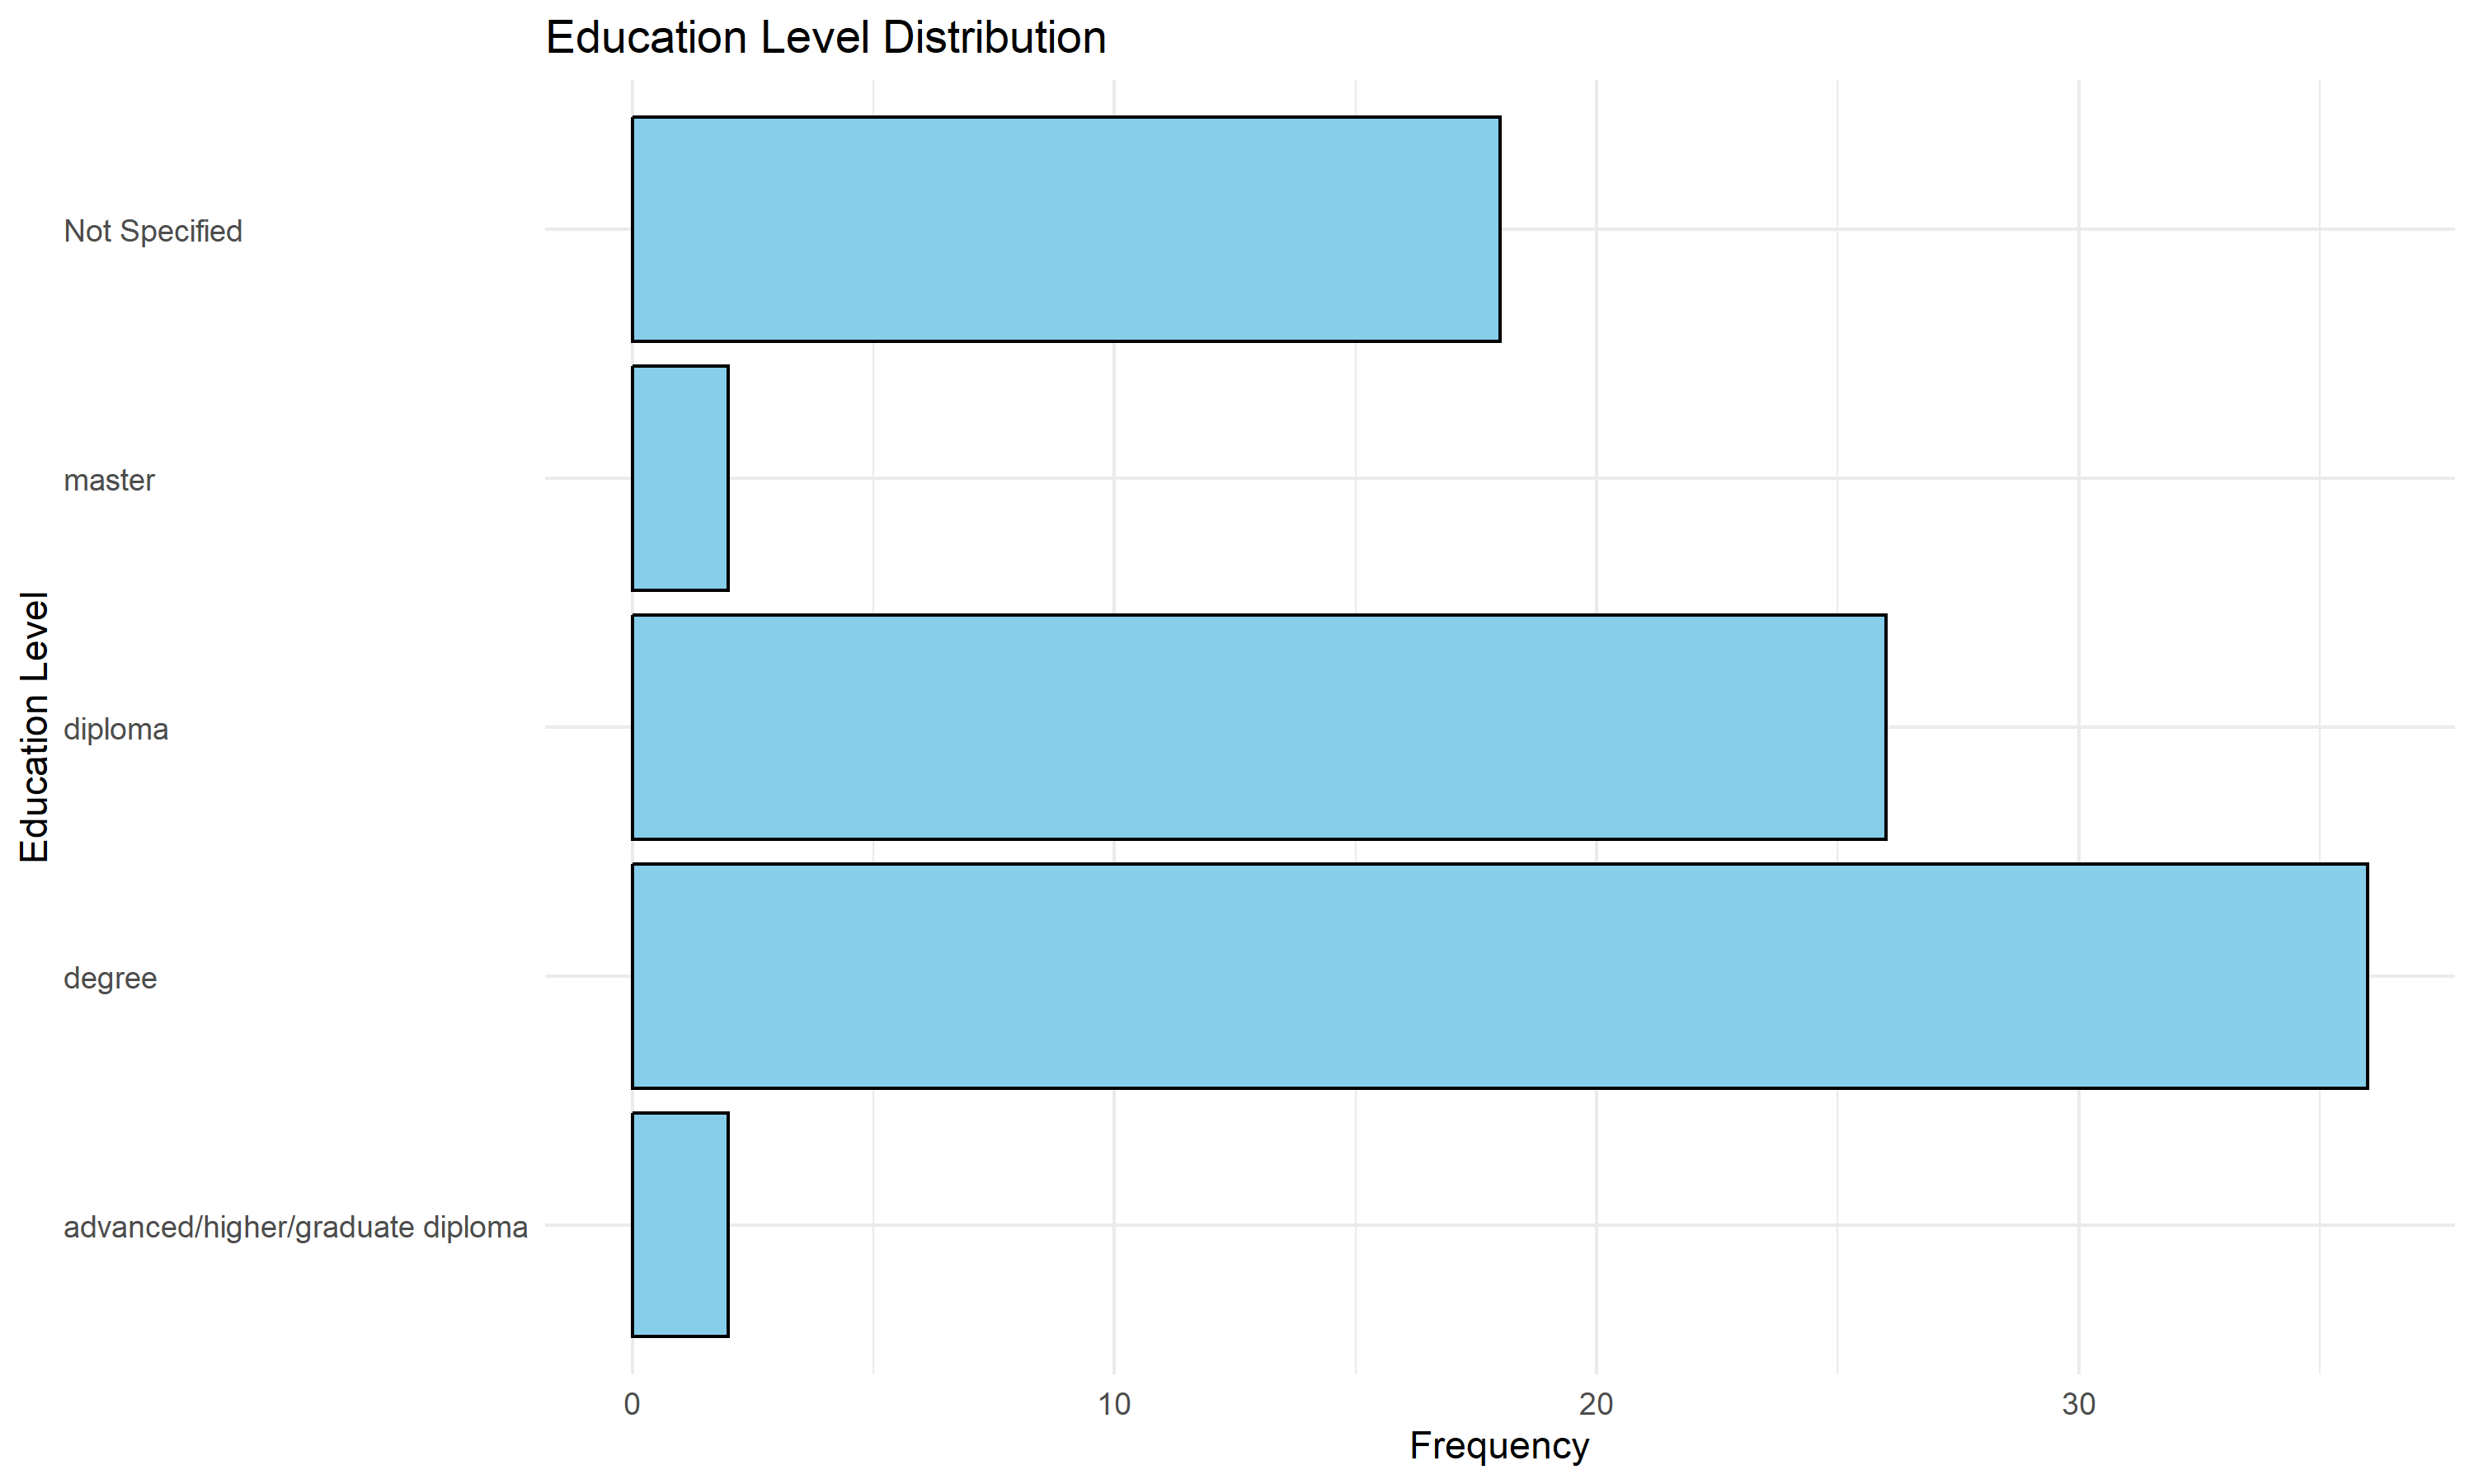 Education Level Distribution
Not Specified
master
diploma
degree
advanced/higher/graduate diploma
Education Level
0 10 20 30
Frequency